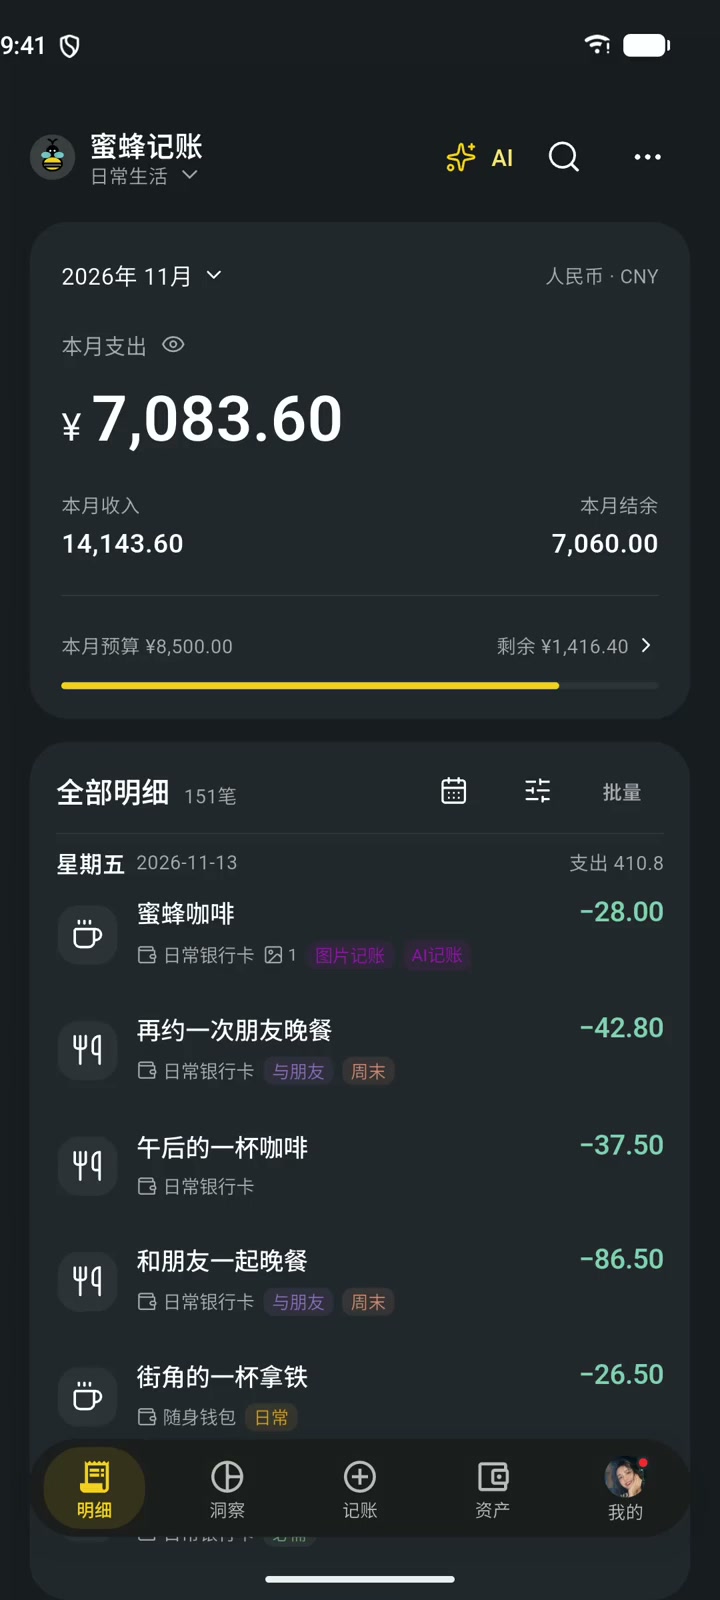 9:41
蜜蜂记账
日常生活
AI
2026年 11月
人民币 · CNY
本月支出
¥ 7,083.60
本月收入
本月结余
14,143.60
7,060.00
本月预算 ¥8,500.00
剩余 ¥1,416.40
全部明细 151笔
批量
星期五 2026-11-13
支出 410.8
蜜蜂咖啡
−28.00
日常银行卡 1 图片记账 AI记账
再约一次朋友晚餐
−42.80
日常银行卡 与朋友 周末
午后的一杯咖啡
−37.50
日常银行卡
和朋友一起晚餐
−86.50
日常银行卡 与朋友 周末
街角的一杯拿铁
−26.50
随身钱包 日常
明细
洞察
记账
资产
我的